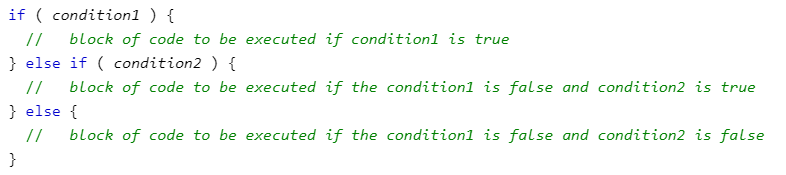 if ( condition1 ) {
  //   block of code to be executed if condition1 is true
} else if ( condition2 ) {
  //   block of code to be executed if the condition1 is false and condition2 is true
} else {
  //   block of code to be executed if the condition1 is false and condition2 is false
}